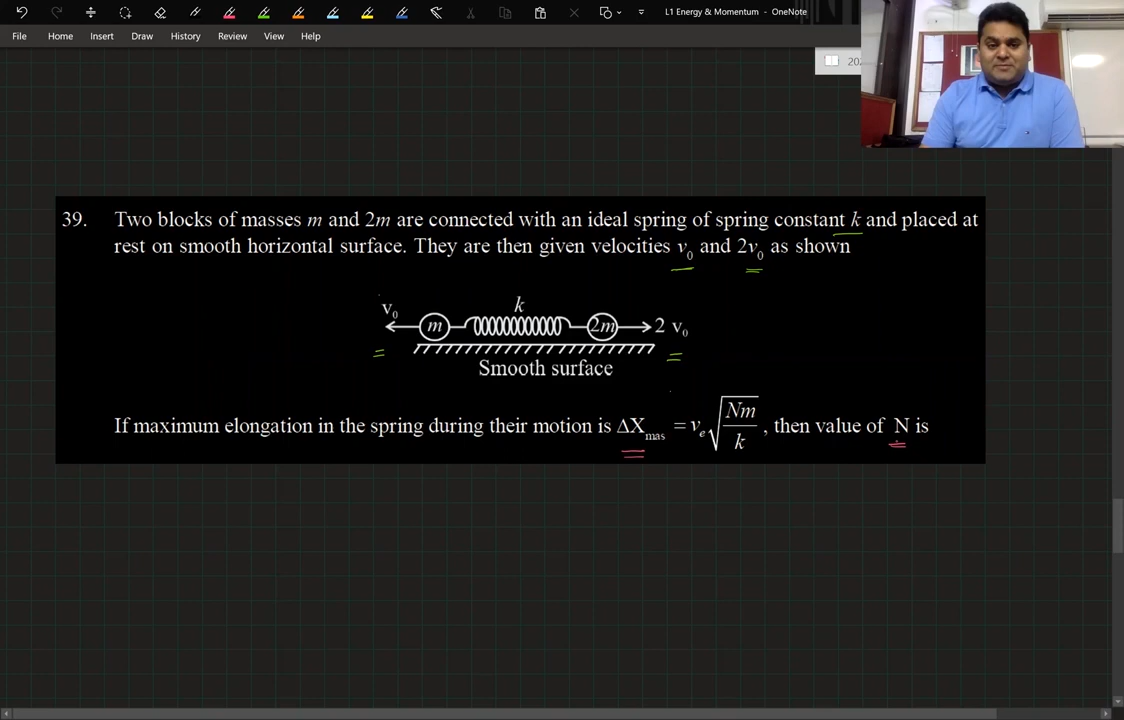 L1 Energy & Momentum - OneNote
File Home Insert Draw History Review View Help
202
39. Two blocks of masses m and 2m are connected with an ideal spring of spring constant k and placed at
rest on smooth horizontal surface. They are then given velocities v₀ and 2v₀ as shown
v₀ k
m 2m 2 v₀
Smooth surface
If maximum elongation in the spring during their motion is ΔX_mas = v_e √(Nm/k), then value of N is